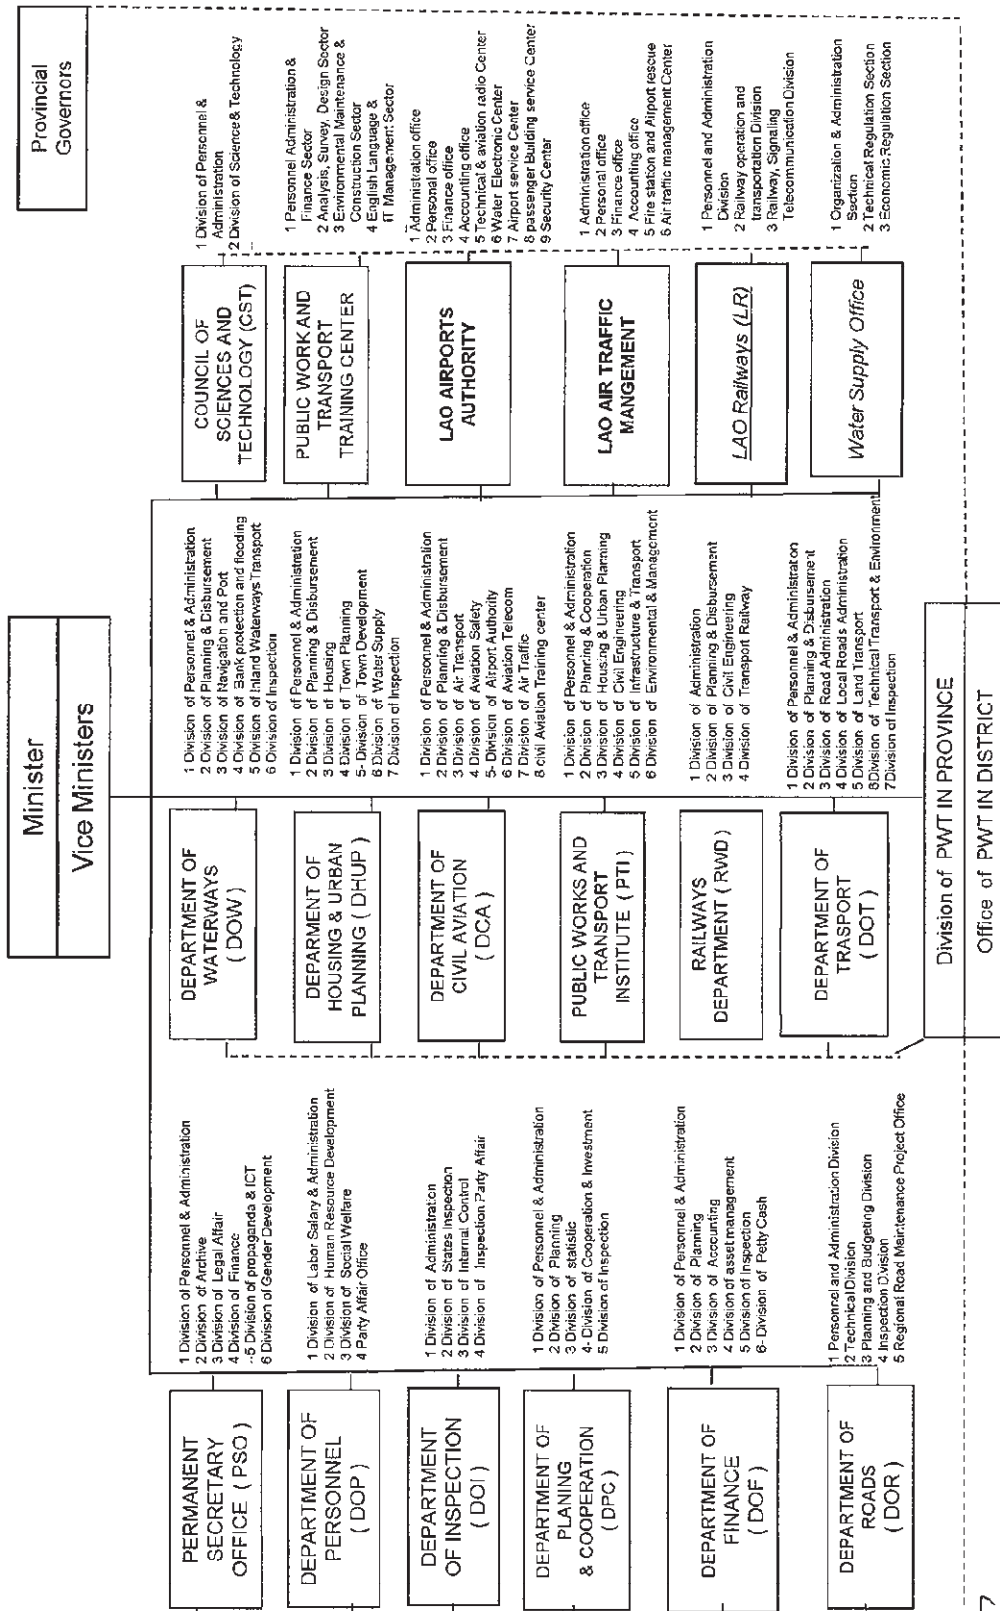 Minister
Vice Ministers
Provincial
Governors
PERMANENT
SECRETARY
OFFICE ( PSO )
1 Division of Personnel & Administration
2 Division of Archive
3 Division of Legal Affair
4 Division of Finance
5 Division of propaganda & ICT
6 Division of Gender Development
DEPARTMENT OF
PERSONNEL
( DOP )
1 Division of Labor Salary & Administration
2 Division of Human Resource Development
3 Division of Social Welfare
4 Party Affair Office
DEPARTMENT
OF INSPECTION
( DOI )
1 Division of Administration
2 Division of States Inspection
3 Division of Internal Control
4 Division of Inspection Party Affair
DEPARTMENT OF
PLANING
& COOPERATION
(DPC)
1 Division of Personnel & Administration
2 Division of Planning
3 Division of statistic
4- Division of Cooperation & Investment
5 Division of Inspection
DEPARTMENT OF
FINANCE
( DOF )
1 Division of Personnel & Administration
2 Division of Planning
3 Division of Accounting
4 Division of asset management
5 Division of Inspection
6- Division of Petty Cash
DEPARTMENT OF
ROADS
(DOR)
1 Personnel and Administration Division
2 Technical Division
3 Planning and Budgeting Division
4 Inspection Division
5 Regional Road Maintenance Project Office
DEPARTMENT OF
WATERWAYS
( DOW )
1 Division of Personnel & Administration
2 Division of Planning & Disbursement
3 Division of Navigation and Port
4 Division of Bank protection and flooding
5 Division of Inland Waterways Transport
6 Division of Inspection
DEPARMENT OF
HOUSING & URBAN
PLANNING ( DHUP )
1 Division of Personnel & Administration
2 Division of Planning & Disbursement
3 Division of Housing
4 Division of Town Planning
5- Division of Town Development
6 Division of Water Supply
7 Division of Inspection
DEPARTMENT OF
CIVIL AVIATION
(DCA)
1 Division of Personnel & Administration
2 Division of Planning & Disbursement
3 Division of Air Transport
4 Division of Aviation Safety
5- Division of Airport Authority
6 Division of Aviation Telecom
7 Division of Air Traffic
8 civil Aviation Training center
PUBLIC WORKS AND
TRANSPORT
INSTITUTE ( PTI )
1 Division of Personnel & Administration
2 Division of Planning & Cooperation
3 Division of Housing & Urban Planning
4 Division of Civil Engineering
5 Division of Infrastructure & Transport
6 Division of Environmental & Management
RAILWAYS
DEPARTMENT ( RWD )
1 Division of Administration
2 Division of Planning & Disbursement
3 Division of Civil Engineering
4 Division of Transport Railway
DEPARTMENT OF
TRASPORT
(DOT)
1 Division of Personnel & Administration
2 Division of Planning & Disbursement
3 Division of Road Administration
4 Division of Local Roads Administration
5 Division of Land Transport
6 Division of Technical Transport & Environment
7 Division of Inspection
COUNCIL OF
SCIENCES AND
TECHNOLOGY (CST)
1 Division of Personnel &
Administration
2 Division of Science & Technology
PUBLIC WORK AND
TRANSPORT
TRAINING CENTER
1 Personnel Administration &
Finance Sector
2 Analysis, Survey, Design Sector
3 Environmental Maintenance &
Construction Sector
4 English Language &
IT Management Sector
LAO AIRPORTS
AUTHORITY
1 Administration office
2 Personal office
3 Finance office
4 Accounting office
5 Technical & aviation radio Center
6 Water Electronic Center
7 Airport service Center
8 passenger Building service Center
9 Security Center
LAO AIR TRAFFIC
MANGEMENT
1 Administration office
2 Personal office
3 Finance office
4 Accounting office
5 Fire station and Airport rescue
6 Air traffic management Center
LAO Railways (LR)
1 Personnel and Administration
Division
2 Railway operation and
transportation Division
3 Railway, Signaling
Telecommunication Division
Water Supply Office
1 Organization & Administration
Section
2 Technical Regulation Section
3 Economic Regulation Section
Division of PWT IN PROVINCE
Office of PWT IN DISTRICT
7